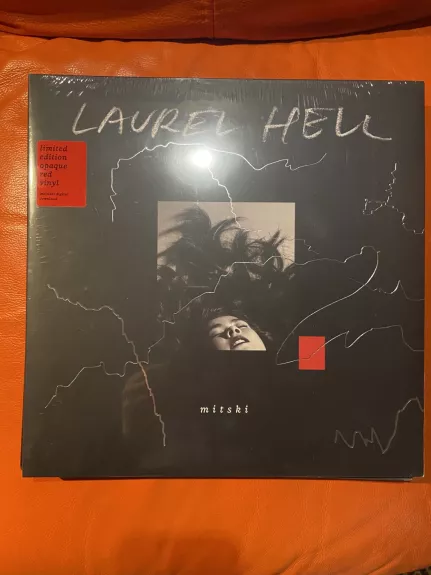 LAUREL HELL
limited
edition
opaque
red
vinyl
mitski